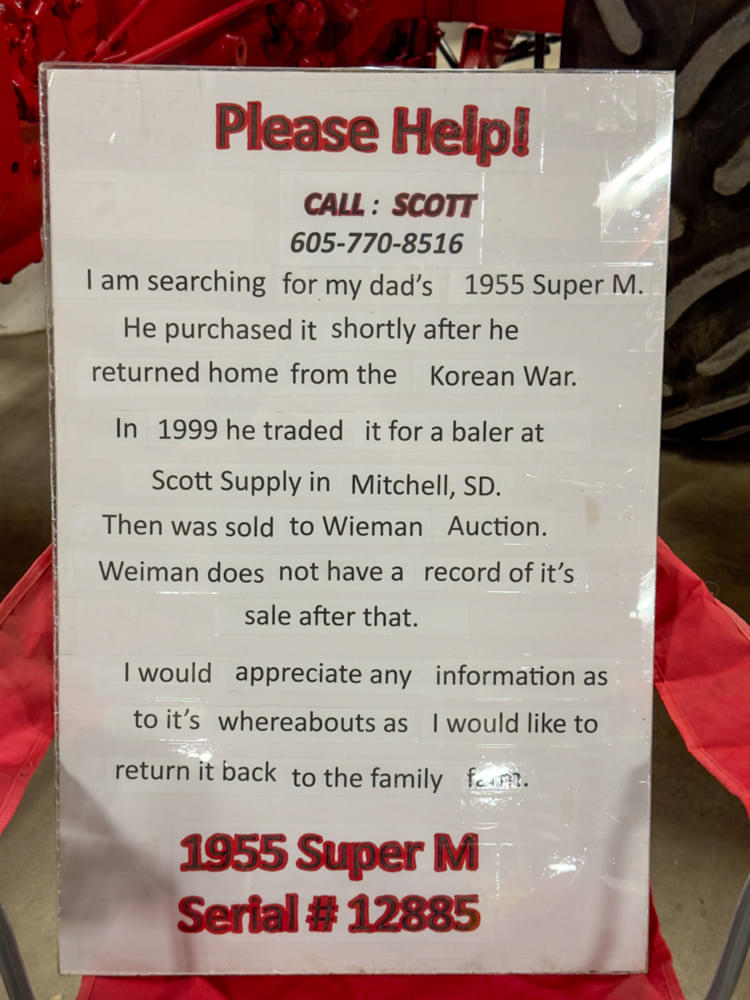 Please Help!
CALL : SCOTT
605-770-8516
I am searching for my dad's 1955 Super M.
He purchased it shortly after he
returned home from the Korean War.
In 1999 he traded it for a baler at
Scott Supply in Mitchell, SD.
Then was sold to Wieman Auction.
Weiman does not have a record of it's
sale after that.
I would appreciate any information as
to it's whereabouts as I would like to
return it back to the family farm.
1955 Super M
Serial # 12885